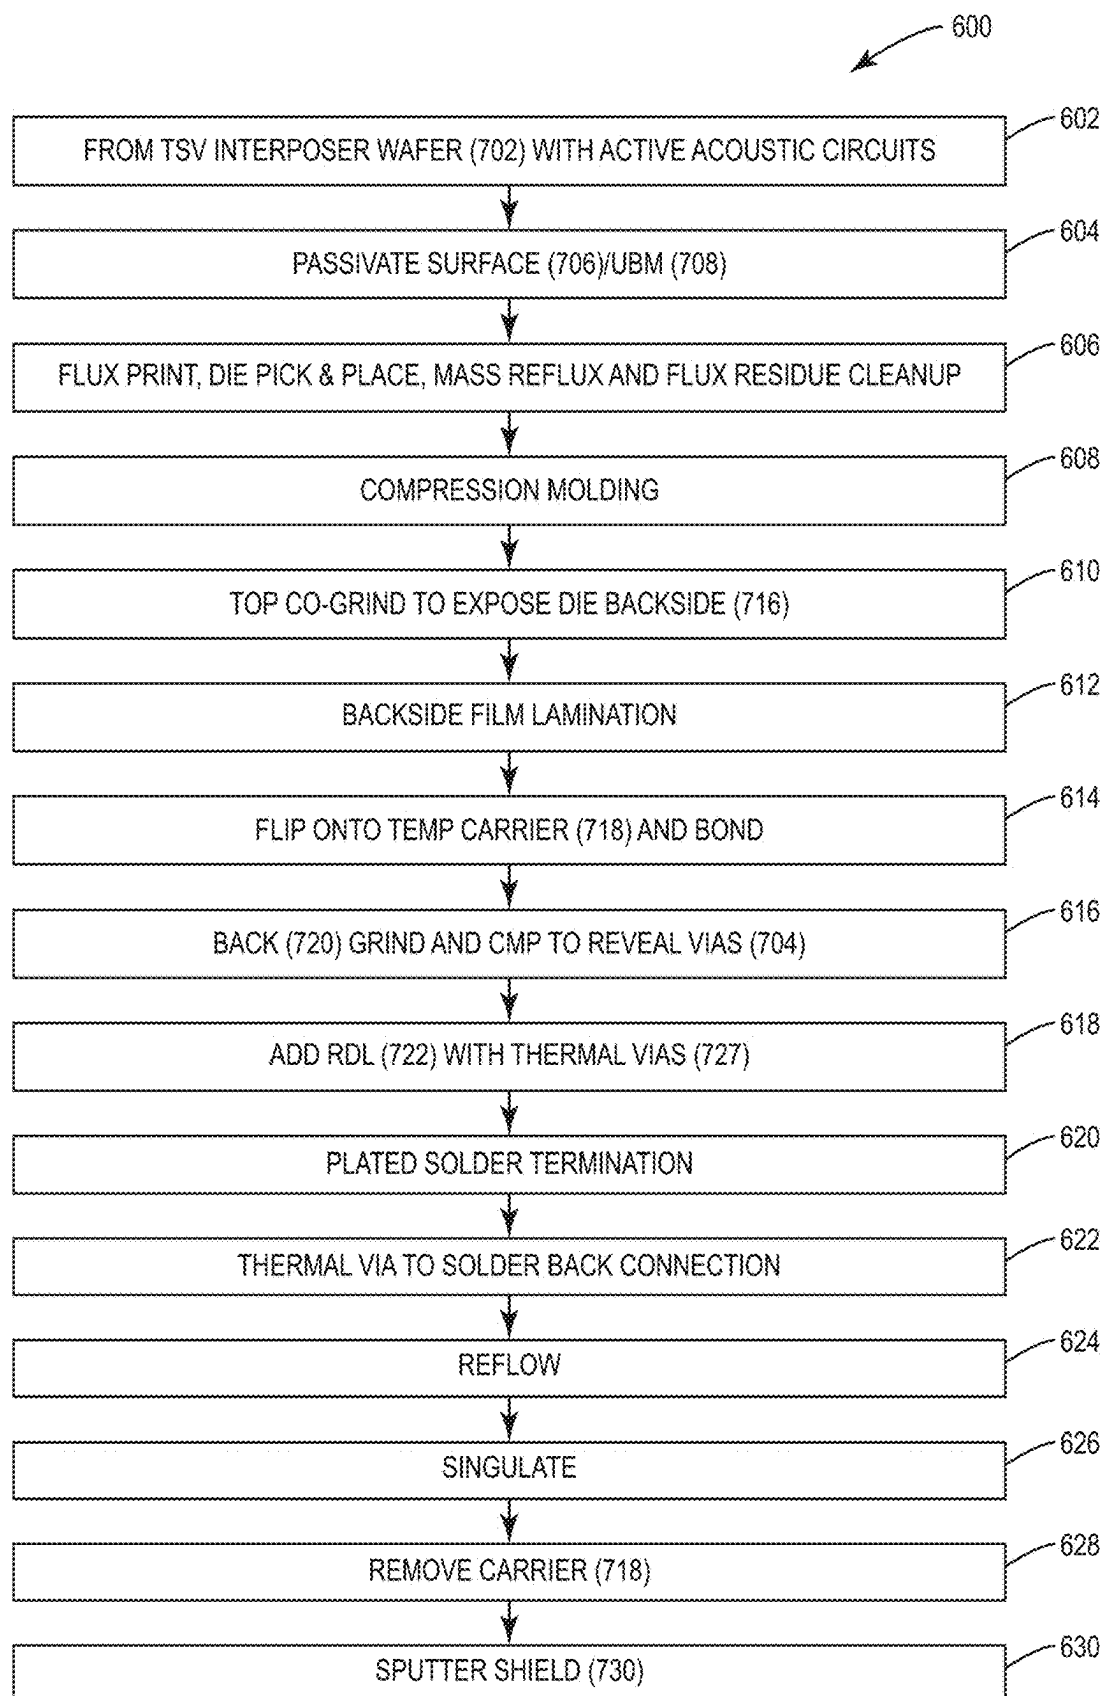 600
602
FROM TSV INTERPOSER WAFER (702) WITH ACTIVE ACOUSTIC CIRCUITS
604
PASSIVATE SURFACE (706)/UBM (708)
606
FLUX PRINT, DIE PICK & PLACE, MASS REFLUX AND FLUX RESIDUE CLEANUP
608
COMPRESSION MOLDING
610
TOP CO-GRIND TO EXPOSE DIE BACKSIDE (716)
612
BACKSIDE FILM LAMINATION
614
FLIP ONTO TEMP CARRIER (718) AND BOND
616
BACK (720) GRIND AND CMP TO REVEAL VIAS (704)
618
ADD RDL (722) WITH THERMAL VIAS (727)
620
PLATED SOLDER TERMINATION
622
THERMAL VIA TO SOLDER BACK CONNECTION
624
REFLOW
626
SINGULATE
628
REMOVE CARRIER (718)
630
SPUTTER SHIELD (730)